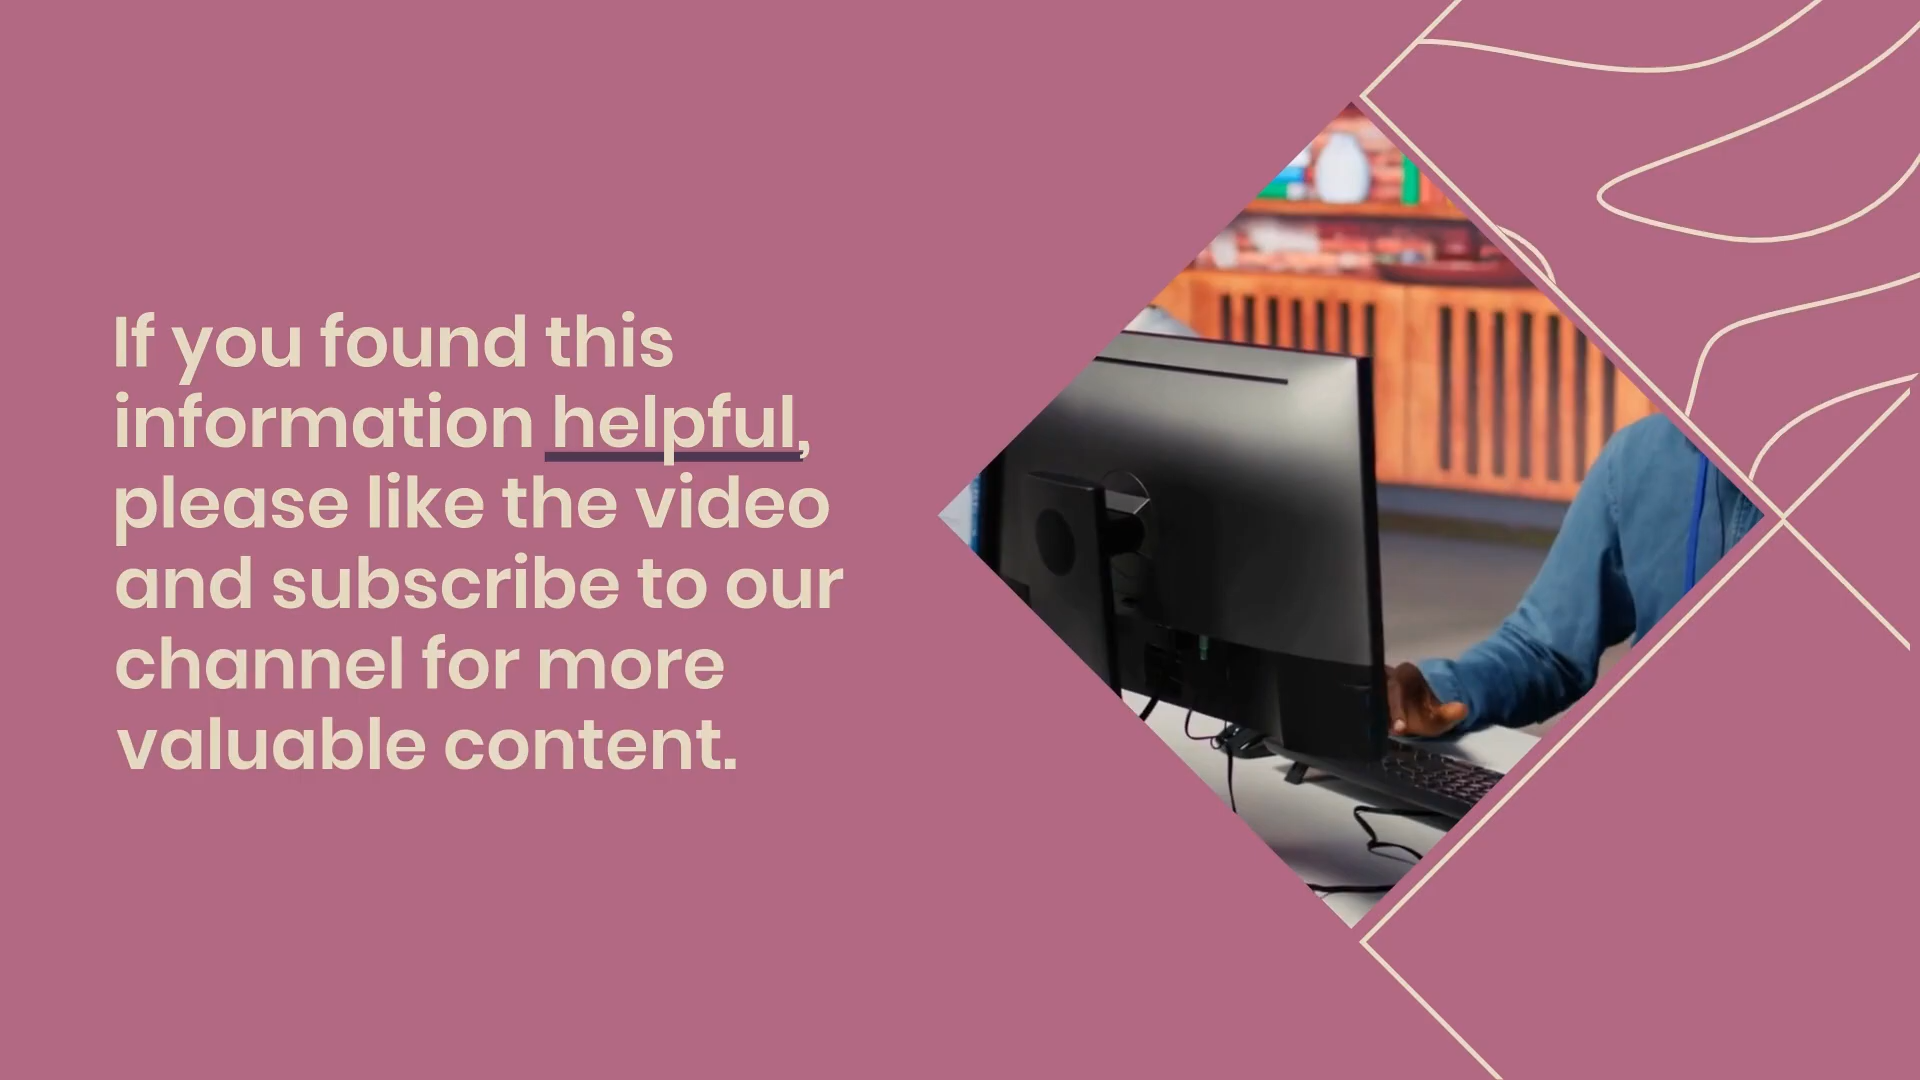 If you found this
information helpful,
please like the video
and subscribe to our
channel for more
valuable content.